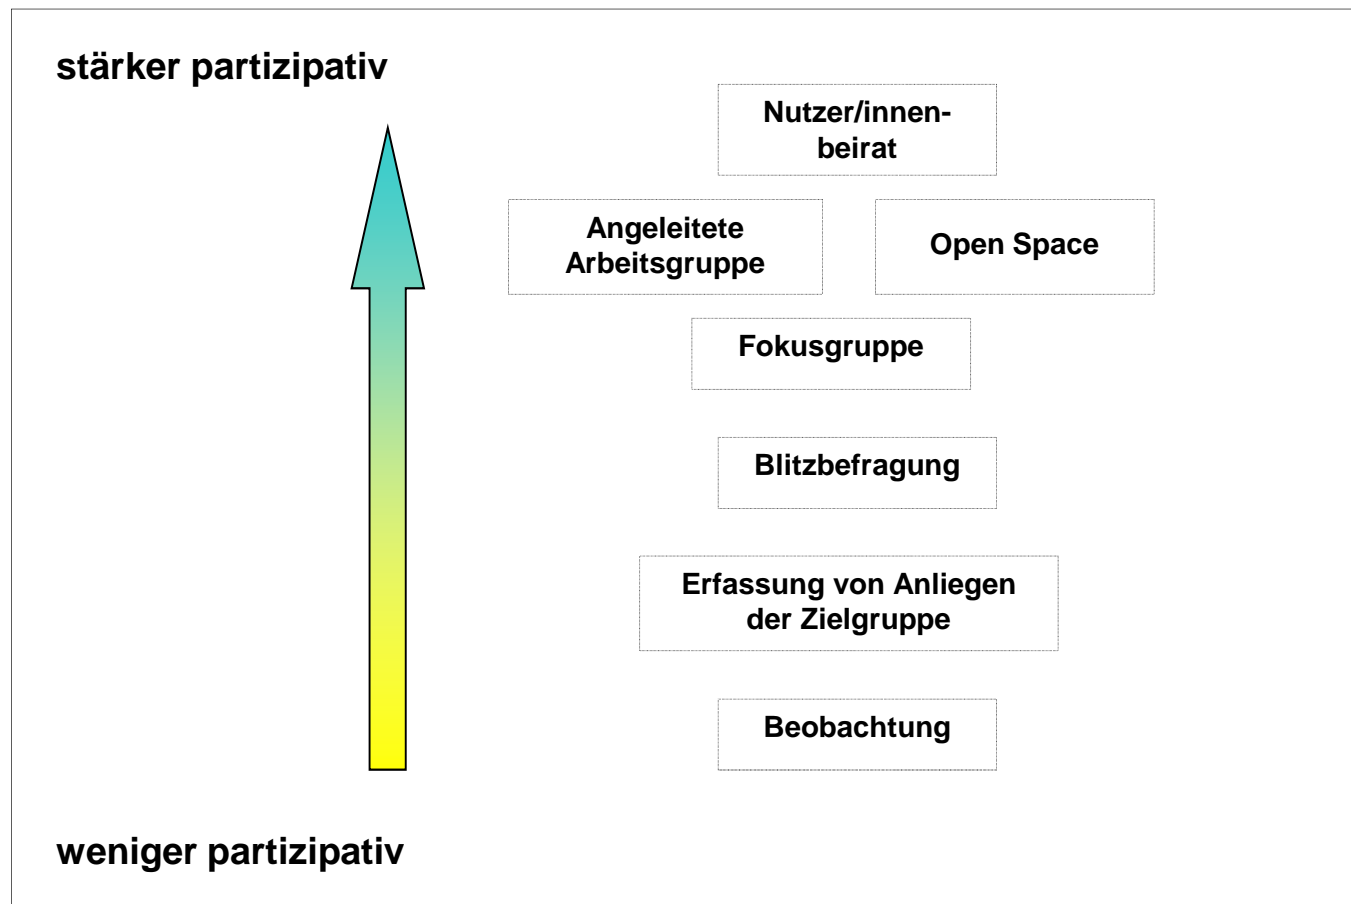 stärker partizipativ
Nutzer/innen-
beirat
Angeleitete
Arbeitsgruppe
Open Space
Fokusgruppe
Blitzbefragung
Erfassung von Anliegen
der Zielgruppe
Beobachtung
weniger partizipativ